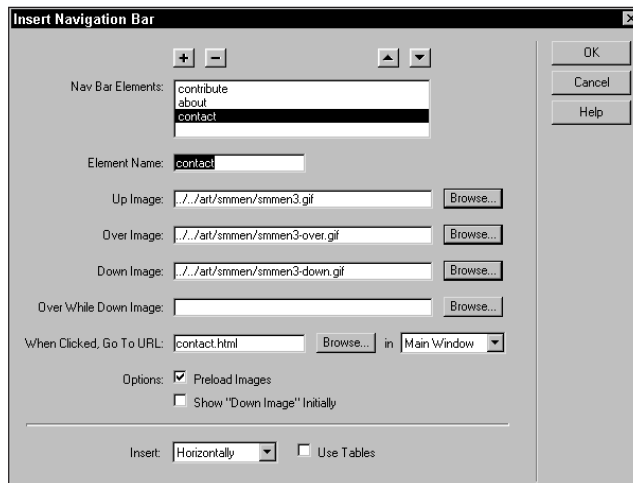 Insert Navigation Bar
+ −
OK
Nav Bar Elements: contribute
about
contact
Cancel
Help
Element Name: contact
Up Image: ../../art/smmen/smmen3.gif Browse...
Over Image: ../../art/smmen/smmen3-over.gif Browse...
Down Image: ../../art/smmen/smmen3-down.gif Browse...
Over While Down Image: Browse...
When Clicked, Go To URL: contact.html Browse... in Main Window
Options: Preload Images
Show "Down Image" Initially
Insert: Horizontally Use Tables